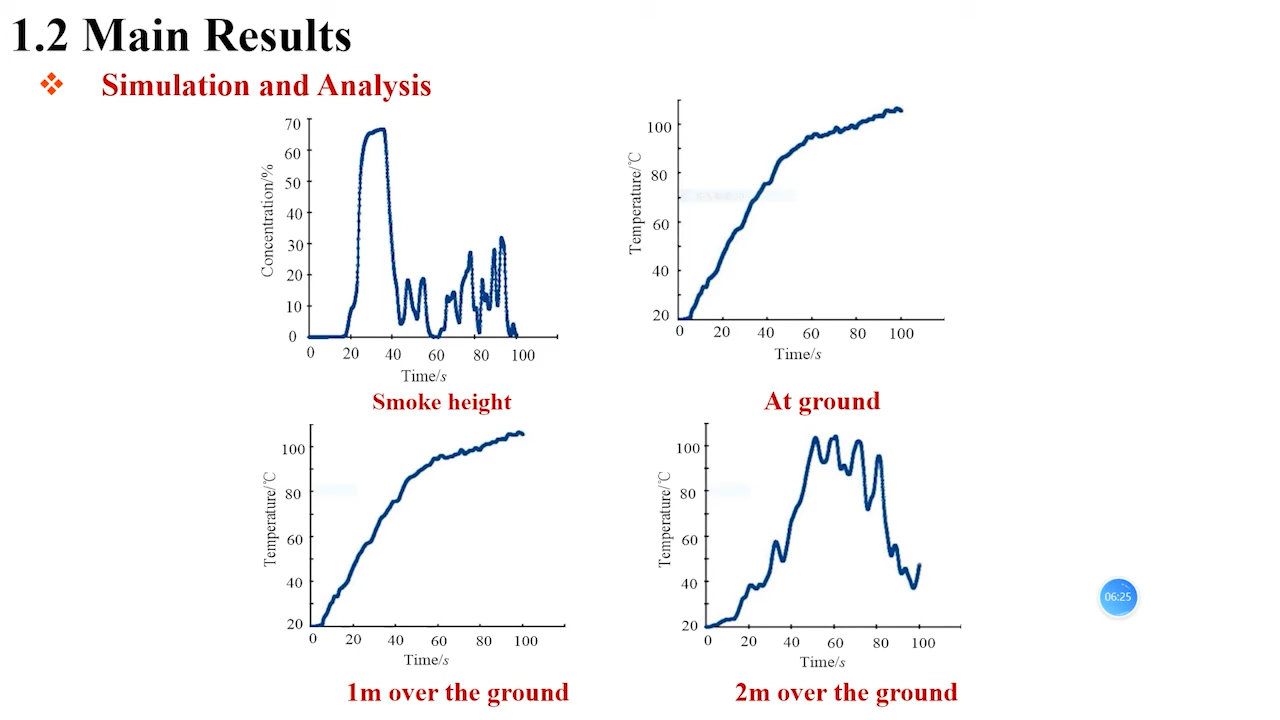 1.2 Main Results
❖ Simulation and Analysis
Concentration/%
70
60
50
40
30
20
10
0
0 20 40 60 80 100
Time/s
Smoke height
Temperature/℃
100
80
60
40
20
0 20 40 60 80 100
Time/s
At ground
Temperature/℃
100
80
60
40
20
0 20 40 60 80 100
Time/s
1m over the ground
Temperature/℃
100
80
60
40
20
0 20 40 60 80 100
Time/s
2m over the ground
06:25